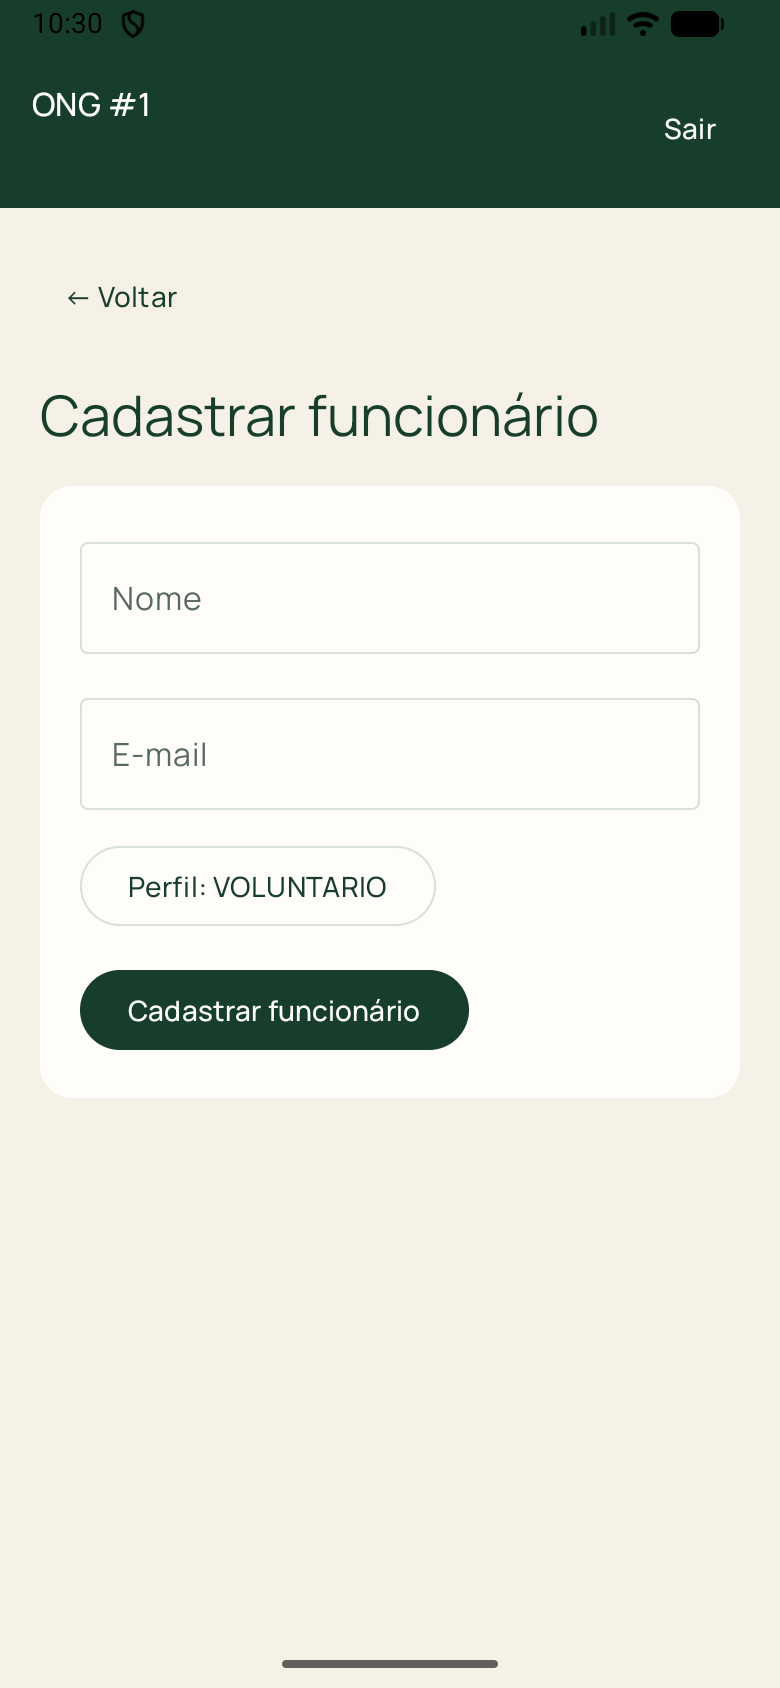 10:30
ONG #1
Sair
← Voltar
Cadastrar funcionário
Nome
E-mail
Perfil: VOLUNTARIO
Cadastrar funcionário